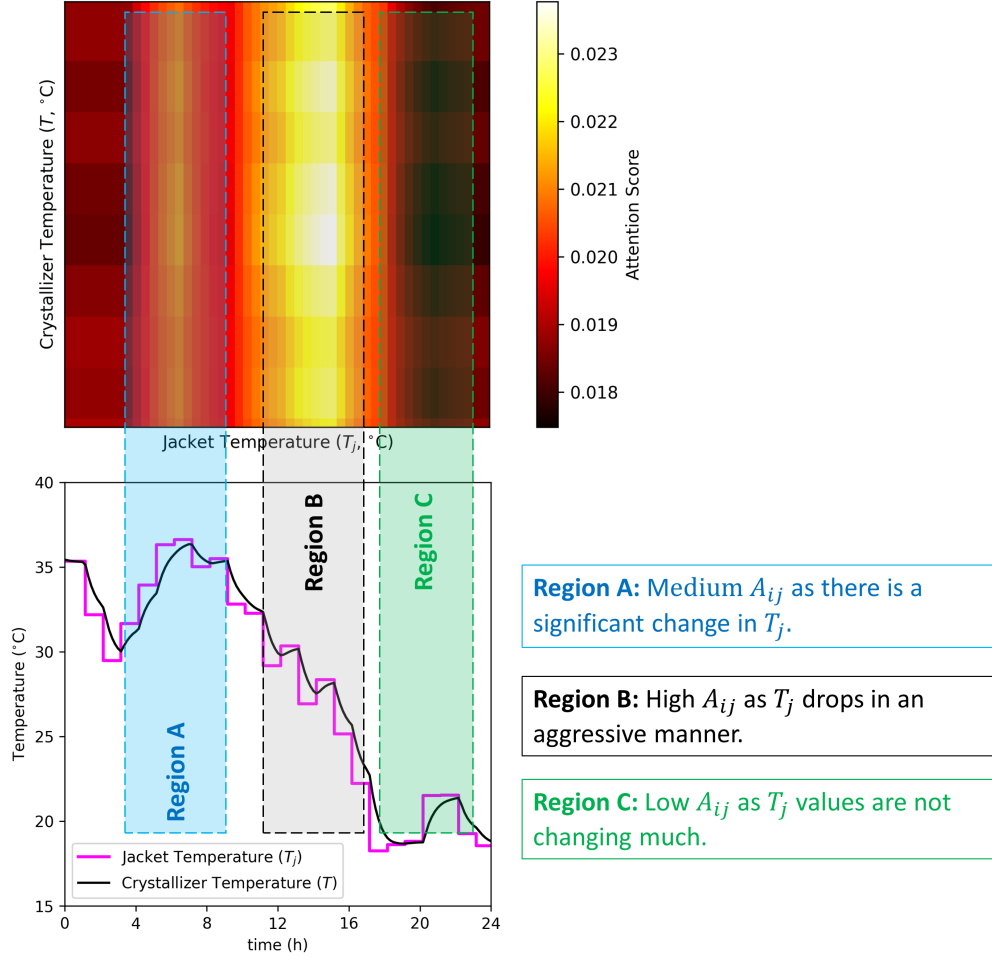 Crystallizer Temperature (T, °C)
Jacket Temperature (Tj, °C)
0.023
0.022
0.021
0.020
0.019
0.018
Attention Score
40
35
30
25
20
15
Temperature (°C)
Region A
Region B
Region C
Jacket Temperature (Tj)
Crystallizer Temperature (T)
0 4 8 12 16 20 24
time (h)
Region A: Medium Aij as there is a
significant change in Tj.
Region B: High Aij as Tj drops in an
aggressive manner.
Region C: Low Aij as Tj values are not
changing much.